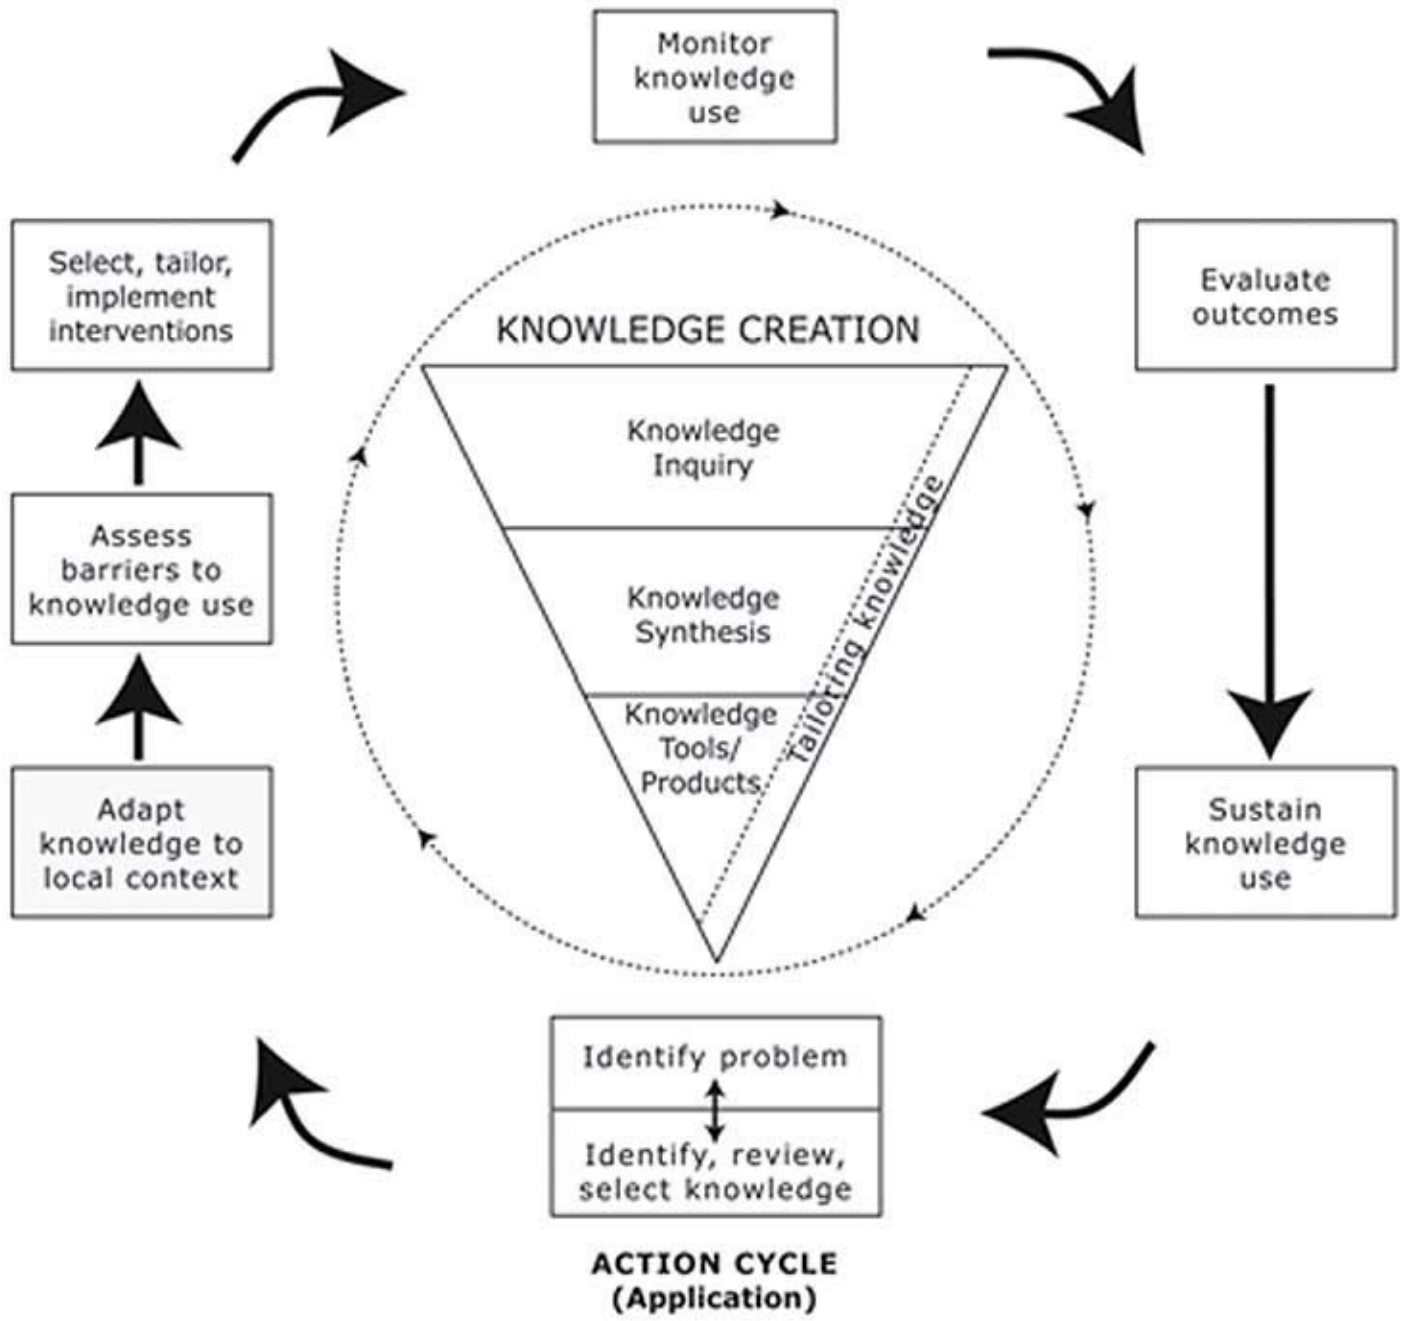 Monitor
knowledge
use
Select, tailor,
implement
interventions
Evaluate
outcomes
KNOWLEDGE CREATION
Knowledge
Inquiry
Tailoring knowledge
Assess
barriers to
knowledge use
Knowledge
Synthesis
Knowledge
Tools/
Products
Adapt
knowledge to
local context
Sustain
knowledge
use
Identify problem
Identify, review,
select knowledge
ACTION CYCLE
(Application)